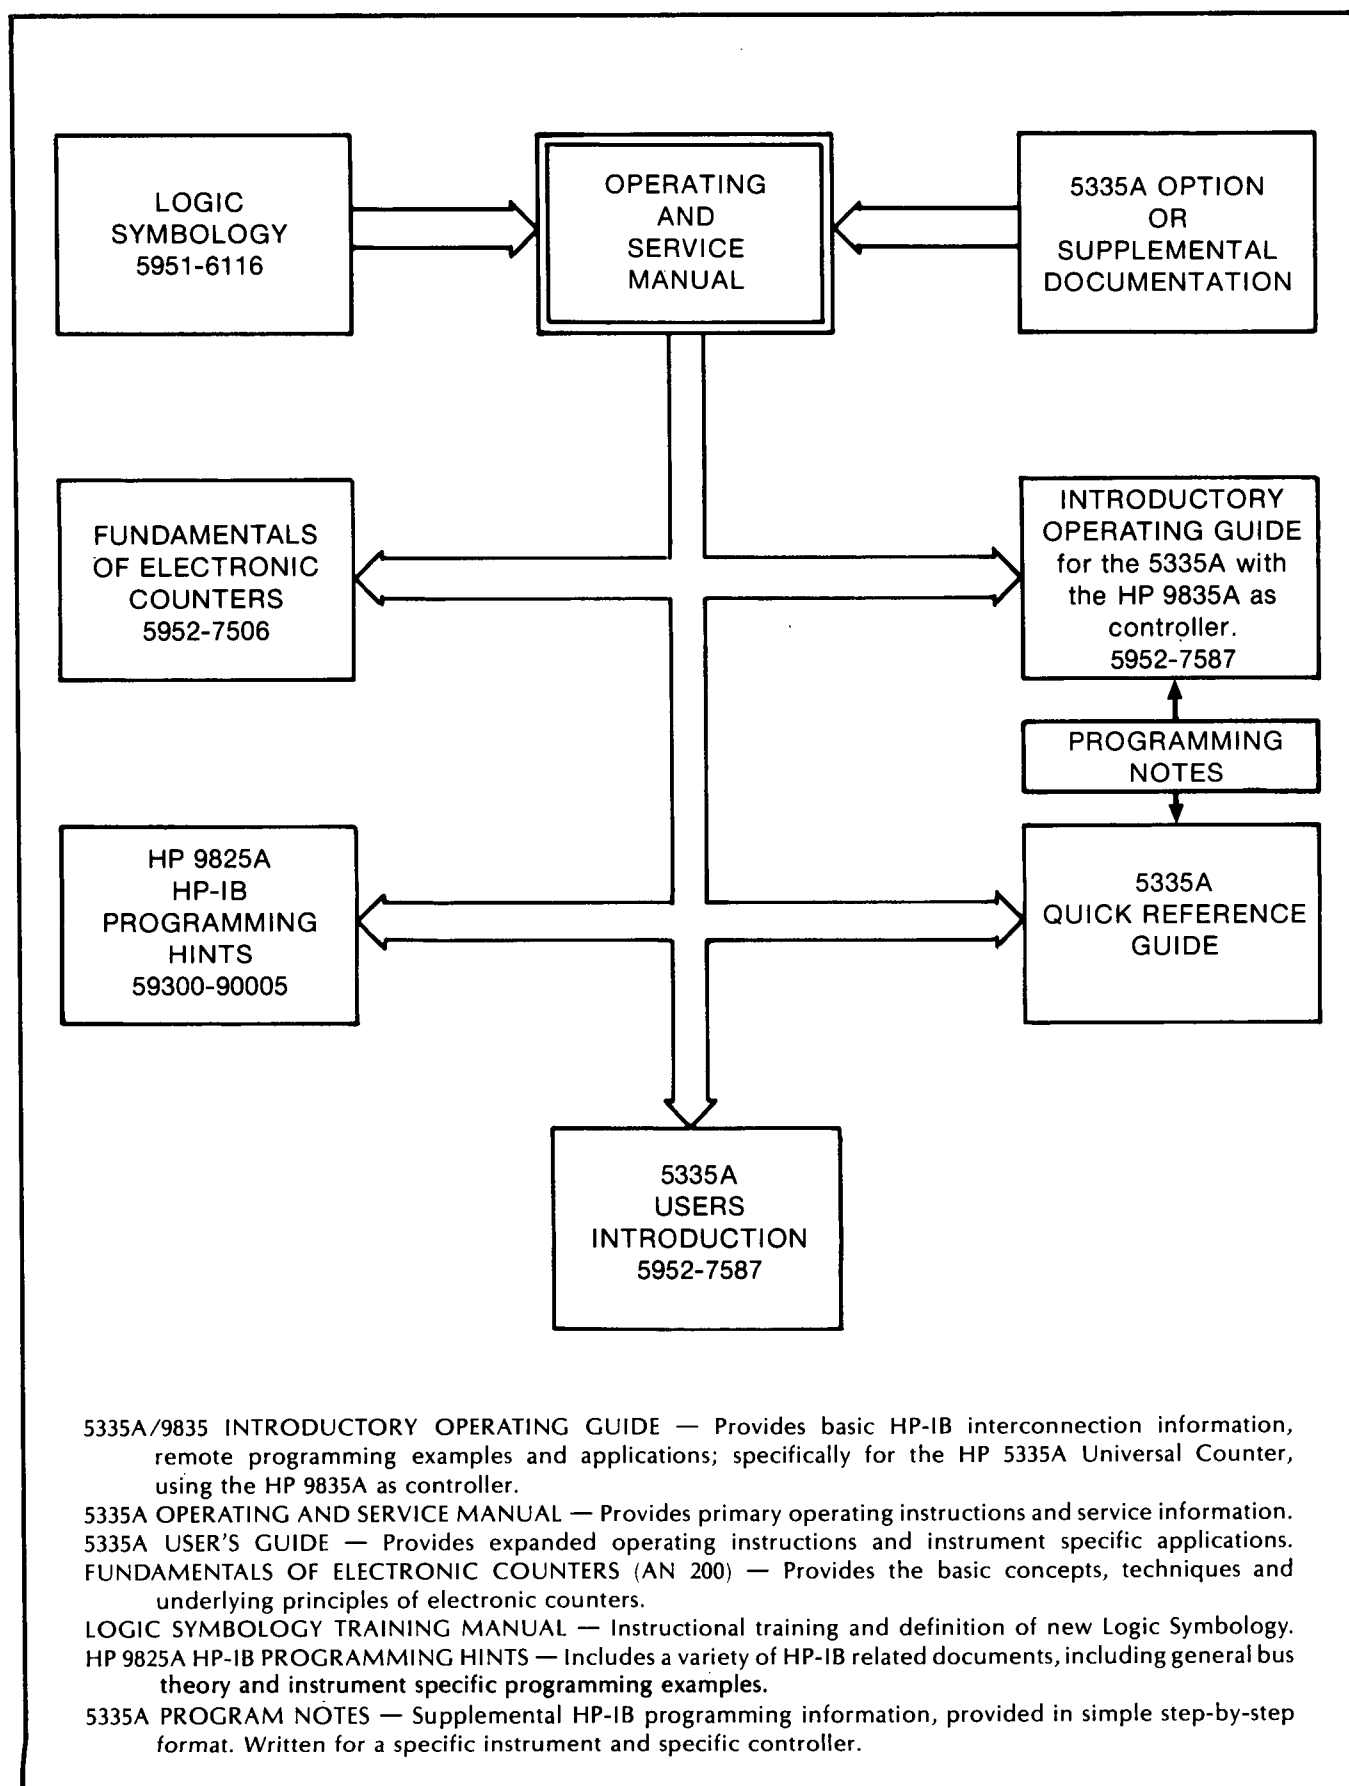 LOGIC
SYMBOLOGY
5951-6116
OPERATING
AND
SERVICE
MANUAL
5335A OPTION
OR
SUPPLEMENTAL
DOCUMENTATION
FUNDAMENTALS
OF ELECTRONIC
COUNTERS
5952-7506
INTRODUCTORY
OPERATING GUIDE
for the 5335A with
the HP 9835A as
controller.
5952-7587
PROGRAMMING
NOTES
HP 9825A
HP-IB
PROGRAMMING
HINTS
59300-90005
5335A
QUICK REFERENCE
GUIDE
5335A
USERS
INTRODUCTION
5952-7587
5335A/9835 INTRODUCTORY OPERATING GUIDE — Provides basic HP-IB interconnection information,
remote programming examples and applications; specifically for the HP 5335A Universal Counter,
using the HP 9835A as controller.
5335A OPERATING AND SERVICE MANUAL — Provides primary operating instructions and service information.
5335A USER'S GUIDE — Provides expanded operating instructions and instrument specific applications.
FUNDAMENTALS OF ELECTRONIC COUNTERS (AN 200) — Provides the basic concepts, techniques and
underlying principles of electronic counters.
LOGIC SYMBOLOGY TRAINING MANUAL — Instructional training and definition of new Logic Symbology.
HP 9825A HP-IB PROGRAMMING HINTS — Includes a variety of HP-IB related documents, including general bus
theory and instrument specific programming examples.
5335A PROGRAM NOTES — Supplemental HP-IB programming information, provided in simple step-by-step
format. Written for a specific instrument and specific controller.